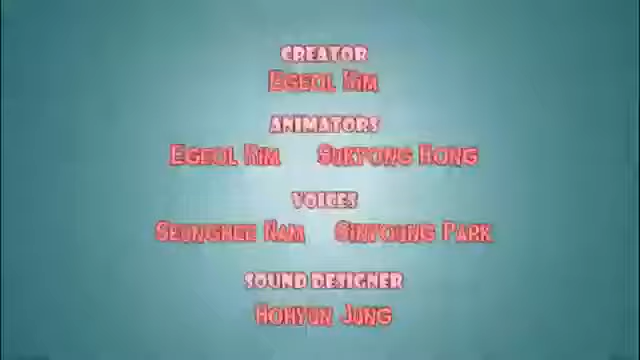 CREATOR
EGEOL KIM
ANIMATORS
EGEOL KIM SUKYONG HONG
VOICES
SEUNGHEE NAM SINYOUNG PARK
SOUND DESIGNER
HOHYUN JUNG